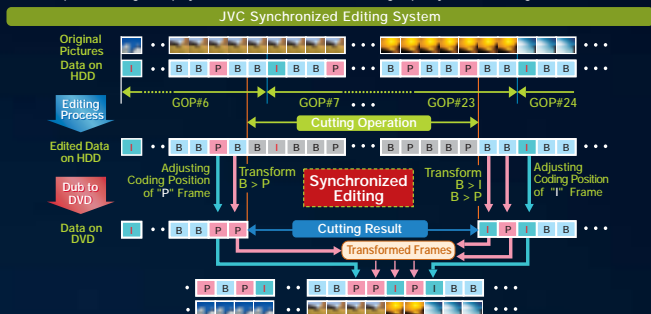 JVC Synchronized Editing System
Original
Pictures
Data on
HDD
I • • B B P B B I B B B P • • • B P B B P B B I B B • • •
GOP#6 GOP#7 • • • GOP#23 GOP#24
Editing
Process
Cutting Operation
Edited Data
on HDD
I • • B B P B B I B B P • • • B P B B P B B I B B • • •
Adjusting
Coding Position
of "P" Frame
Transform
B > P
Synchronized
Editing
Transform
B > I
B > P
Adjusting
Coding Position
of "I" Frame
Dub to
DVD
Data on
DVD
I • • B B P P
Cutting Result
I P I B B • • •
Transformed Frames
• P B P I • • B B P P I P I B B • • •